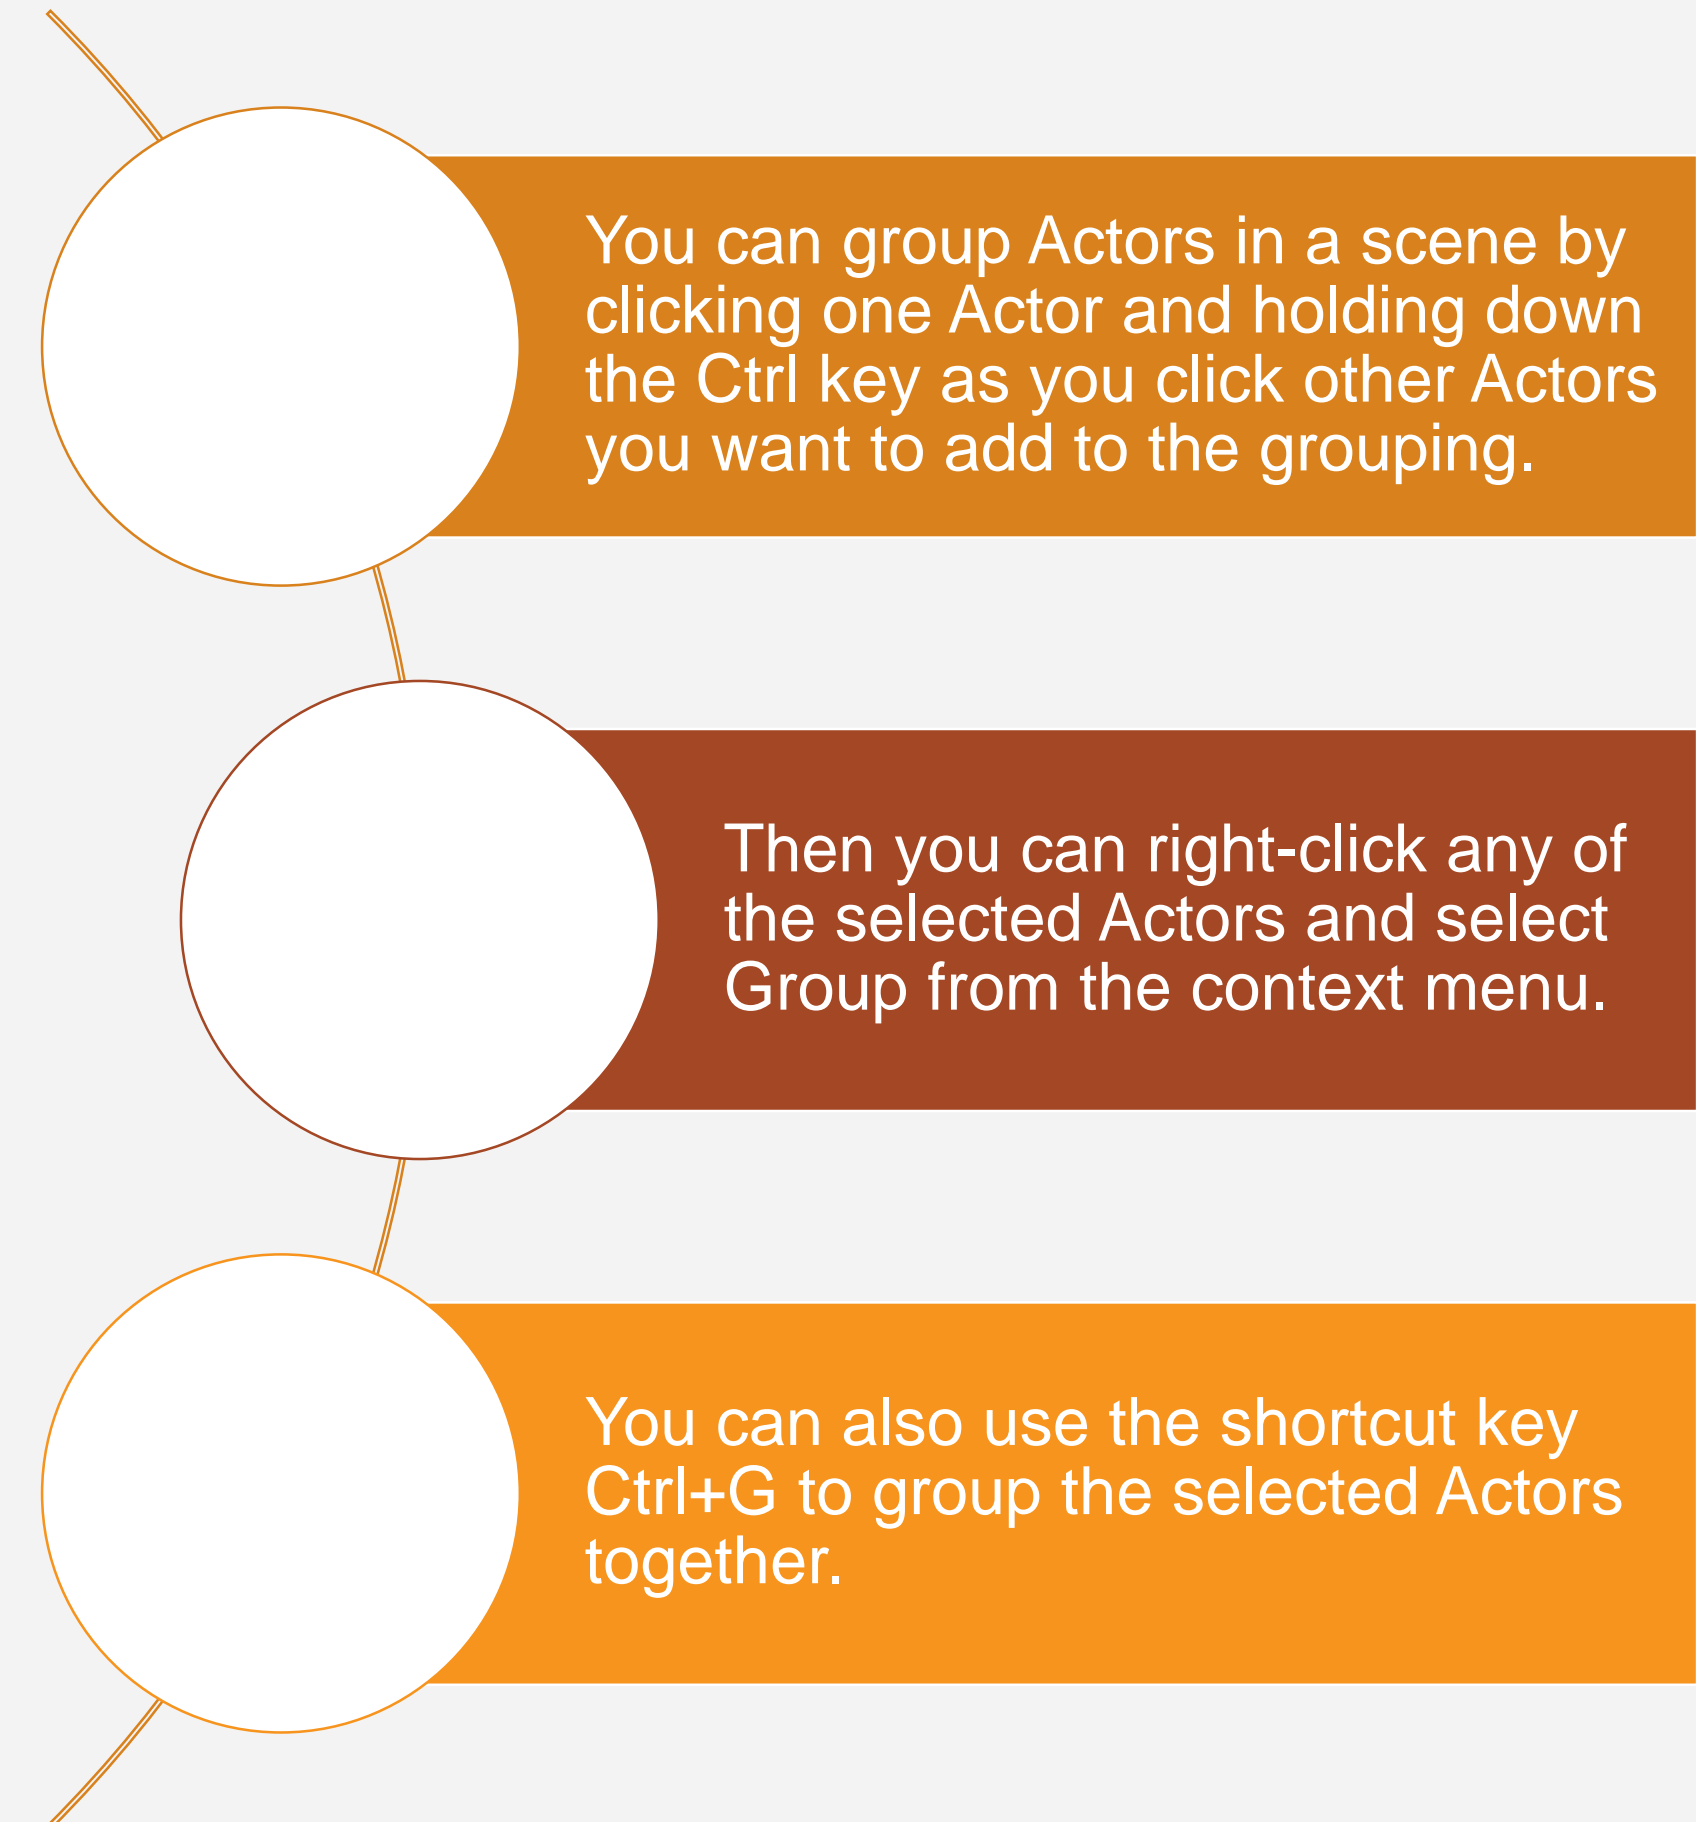 You can group Actors in a scene by
clicking one Actor and holding down
the Ctrl key as you click other Actors
you want to add to the grouping.
Then you can right-click any of
the selected Actors and select
Group from the context menu.
You can also use the shortcut key
Ctrl+G to group the selected Actors
together.